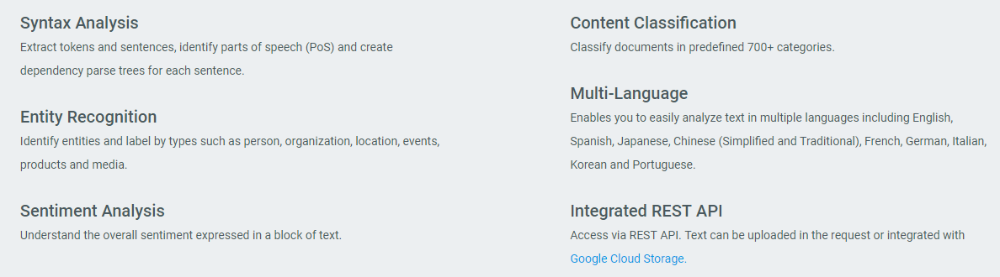 Syntax Analysis
Extract tokens and sentences, identify parts of speech (PoS) and create
dependency parse trees for each sentence.
Entity Recognition
Identify entities and label by types such as person, organization, location, events,
products and media.
Sentiment Analysis
Understand the overall sentiment expressed in a block of text.
Content Classification
Classify documents in predefined 700+ categories.
Multi-Language
Enables you to easily analyze text in multiple languages including English,
Spanish, Japanese, Chinese (Simplified and Traditional), French, German, Italian,
Korean and Portuguese.
Integrated REST API
Access via REST API. Text can be uploaded in the request or integrated with
Google Cloud Storage.